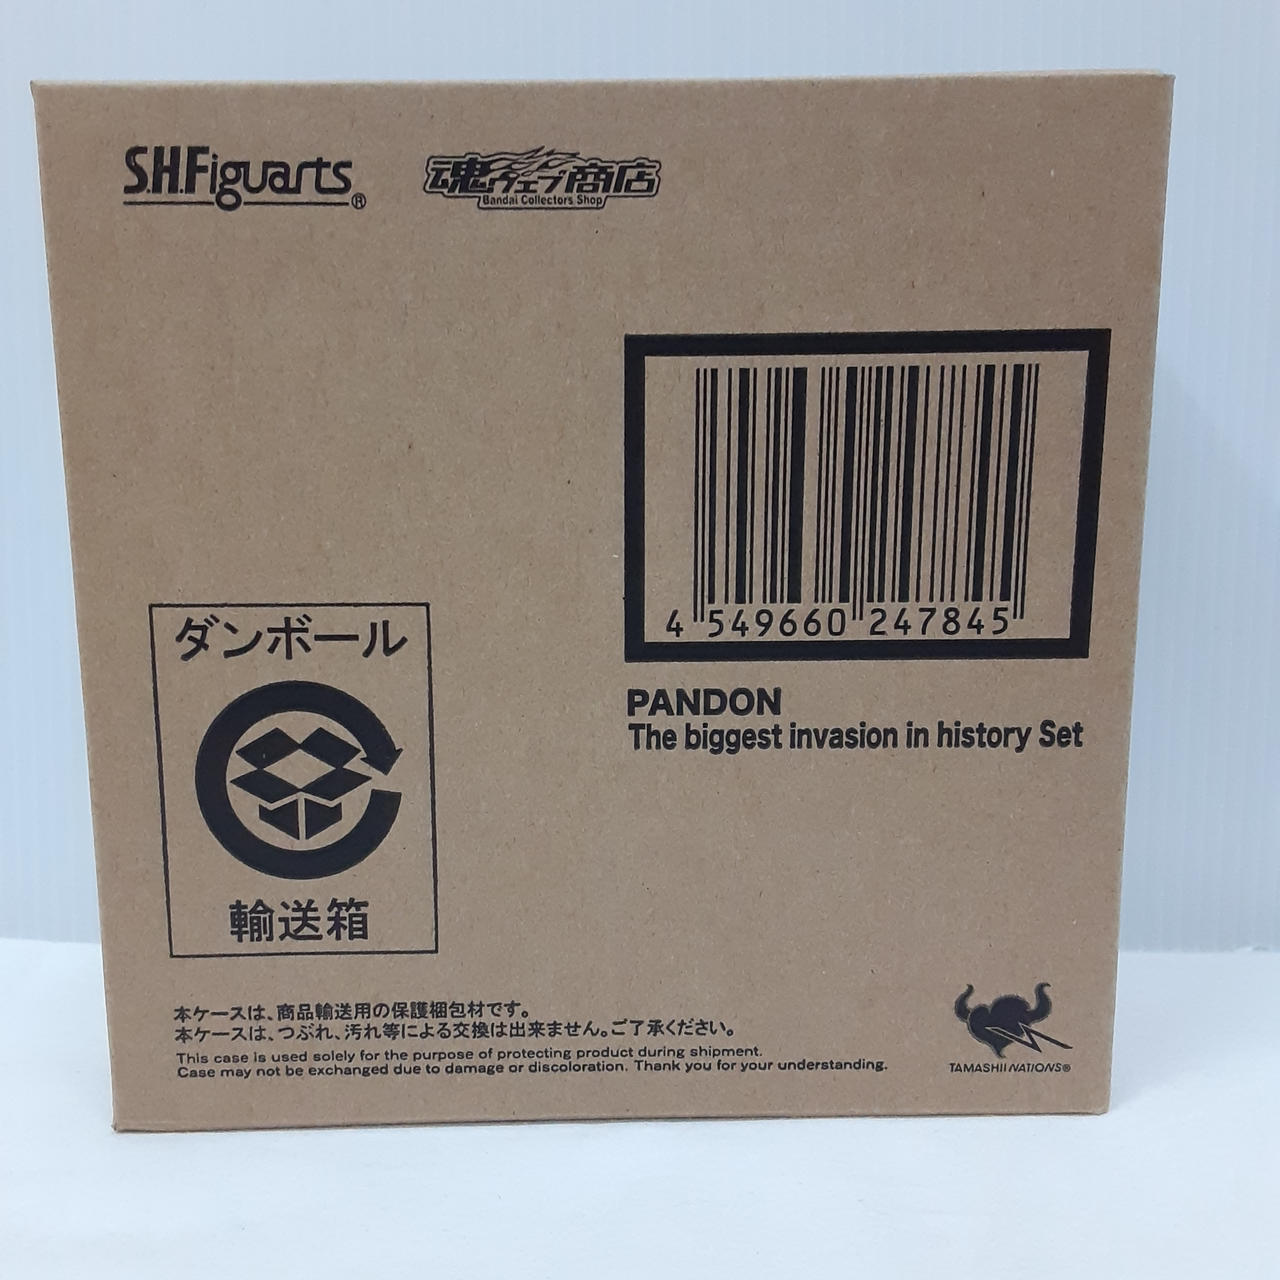 S.H.Figuarts®
魂ウェブ商店
Bandai Collectors Shop
4 549660 247845
PANDON
The biggest invasion in history Set
ダンボール
輸送箱
本ケースは、商品輸送用の保護梱包材です。
本ケースは、つぶれ、汚れ等による交換は出来ません。ご了承ください。
This case is used solely for the purpose of protecting product during shipment.
Case may not be exchanged due to damage or discoloration. Thank you for your understanding.
TAMASHII NATIONS®